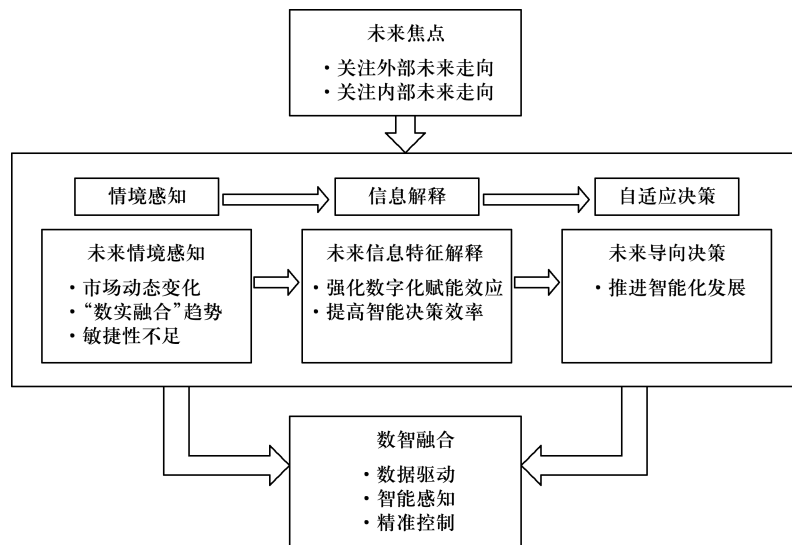 未来焦点
·关注外部未来走向
·关注内部未来走向
情境感知
信息解释
自适应决策
未来情境感知
·市场动态变化
·“数实融合”趋势
·敏捷性不足
未来信息特征解释
·强化数字化赋能效应
·提高智能决策效率
未来导向决策
·推进智能化发展
数智融合
·数据驱动
·智能感知
·精准控制